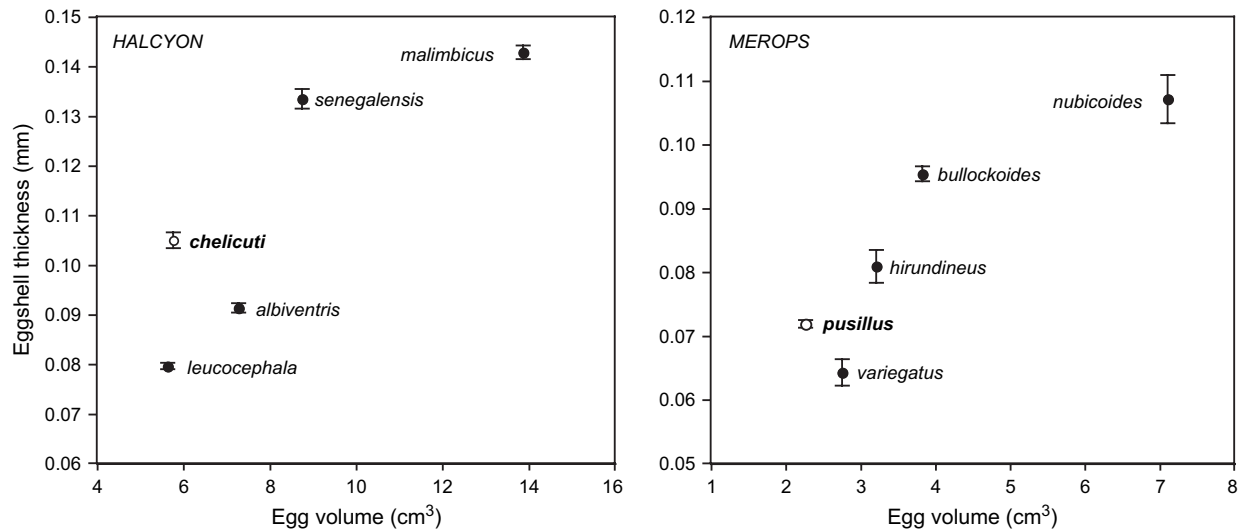 HALCYON
Eggshell thickness (mm)
0.15
0.14
0.13
0.12
0.11
0.10
0.09
0.08
0.07
0.06
malimbicus
senegalensis
chelicuti
albiventris
leucocephala
4 6 8 10 12 14 16
Egg volume (cm³)
MEROPS
0.12
0.11
0.10
0.09
0.08
0.07
0.06
0.05
nubicoides
bullockoides
hirundineus
pusillus
variegatus
1 2 3 4 5 6 7 8
Egg volume (cm³)